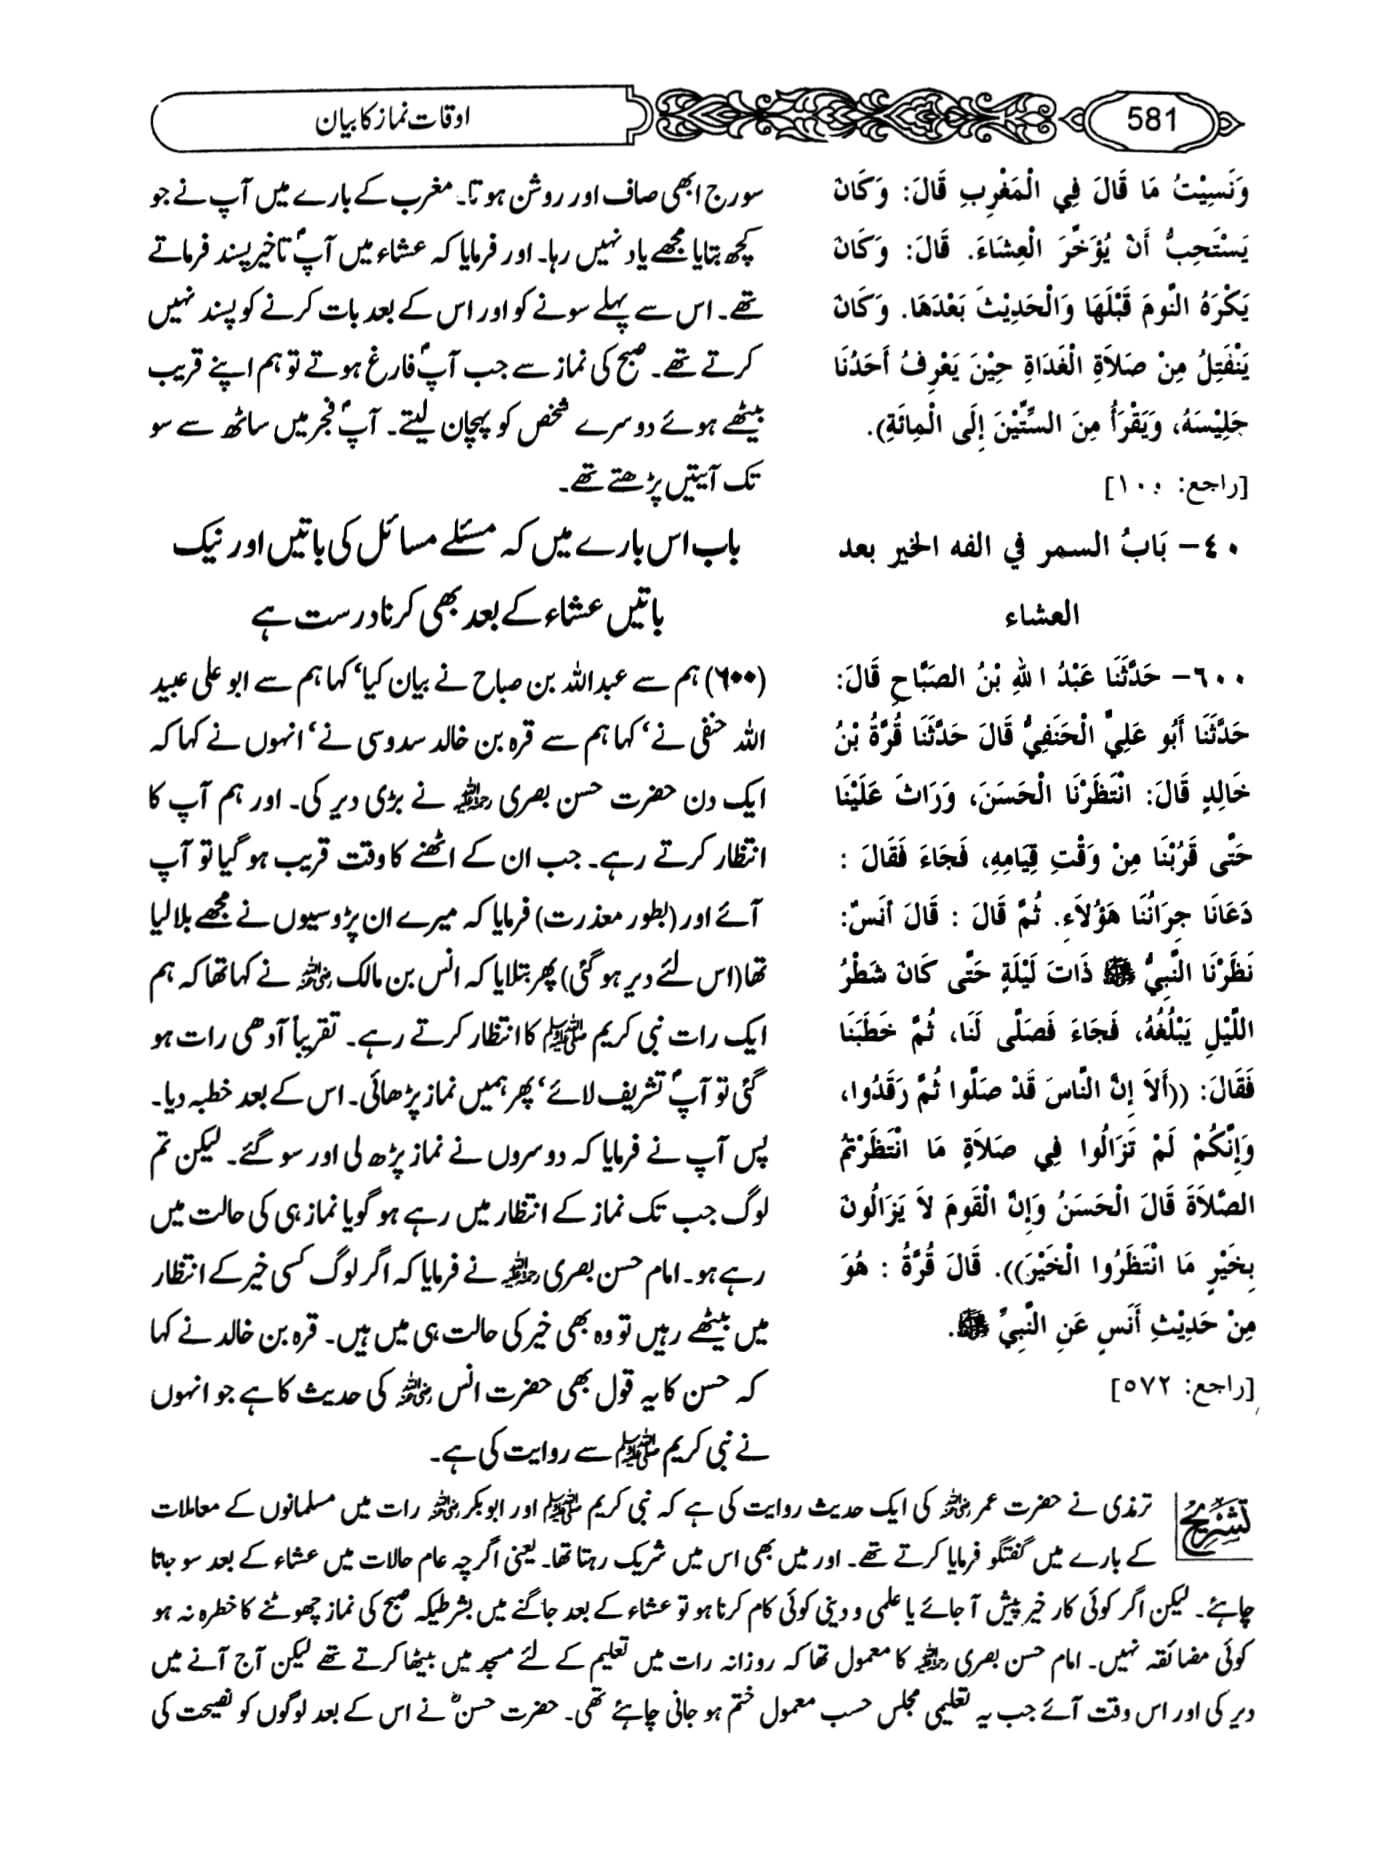 581
اوقات نماز کا بیان
وَنَسِيْتُ مَا قَالَ فِي الْمَغْرِبِ قَالَ: وَكَانَ
يَسْتَحِبُّ أَنْ يُؤَخَّرَ الْعِشَاءَ. قَالَ: وَكَانَ
يَكْرَهُ النَّومَ قَبْلَهَا وَالْحَدِيْثَ بَعْدَهَا. وَكَانَ
يَنْفَتِلُ مِنْ صَلاَةِ الْغَدَاةِ حِيْنَ يَعْرِفُ أَحَدُنَا
جَلِيْسَهُ، وَيَقْرَأُ مِنَ السِّتِّيْنَ إِلَى الْمِائَةِ).
[راجع: ١٠٠]
٤٠– بَابُ السمر في الفه الخير بعد
العشاء
٦٠٠– حَدَّثَنَا عَبْدُ اللهِ بْنُ الصَبَّاحِ قَالَ:
حَدَّثَنَا أَبُو عَلِيٍّ الْحَنَفِيُّ قَالَ حَدَّثَنَا قُرَّةُ بْنُ
خَالِدٍ قَالَ: انْتَظَرْنَا الْحَسَنَ، وَرَاثَ عَلَيْنَا
حَتَّى قَرُبْنَا مِنْ وَقْتِ قِيَامِهِ، فَجَاءَ فَقَالَ :
دَعَانَا جِرَانُنَا هَؤُلاَءِ. ثُمَّ قَالَ : قَالَ أَنَسٌ:
نَظَرْنَا النَّبِيَّ ﷺ ذَاتَ لَيْلَةٍ حَتَّى كَانَ شَطْرُ
اللَّيْلِ يَبْلُغُهُ، فَجَاءَ فَصَلَّى لَنَا، ثُمَّ خَطَبَنَا
فَقَالَ: ((أَلاَ إِنَّ النَّاسَ قَدْ صَلَّوا ثُمَّ رَقَدُوا،
وَإِنَّكُمْ لَمْ تَزَالُوا فِي صَلاَةٍ مَا انْتَظَرْتُمُ
الصَّلاَةَ قَالَ الْحَسَنُ وَإِنَّ الْقَومَ لاَ يَزَالُونَ
بِخَيْرٍ مَا انْتَظَرُوا الْخَيْرَ)). قَالَ قُرَّةُ : هُوَ
مِنْ حَدِيْثِ أَنَسٍ عَنِ النَّبِيِّ ﷺ.
[راجع: ٥٧٢]
سورج ابھی صاف اور روشن ہوتا۔ مغرب کے بارے میں آپ نے جو
کچھ بتایا مجھے یاد نہیں رہا۔ اور فرمایا کہ عشاء میں آپؐ تاخیر پسند فرماتے
تھے۔ اس سے پہلے سونے کو اور اس کے بعد بات کرنے کو پسند نہیں
کرتے تھے۔ صبح کی نماز سے جب آپؐ فارغ ہوتے تو ہم اپنے قریب
بیٹھے ہوئے دوسرے شخص کو پہچان لیتے۔ آپؐ فجر میں ساٹھ سے سو
تک آیتیں پڑھتے تھے۔
باب اس بارے میں کہ مسئلے مسائل کی باتیں اور نیک
باتیں عشاء کے بعد بھی کرنا درست ہے
(۶۰۰) ہم سے عبداللہ بن صباح نے بیان کیا‘ کہا ہم سے ابو علی عبید
اللہ حنفی نے‘ کہا ہم سے قرہ بن خالد سدوسی نے‘ انہوں نے کہا کہ
ایک دن حضرت حسن بصری رحمۃ اللہ علیہ نے بڑی دیر کی۔ اور ہم آپ کا
انتظار کرتے رہے۔ جب ان کے اٹھنے کا وقت قریب ہو گیا تو آپ
آئے اور (بطور معذرت) فرمایا کہ میرے ان پڑوسیوں نے مجھے بلا لیا
تھا (اس لئے دیر ہو گئی) پھر بتلایا کہ انس بن مالک رضی اللہ عنہ نے کہا تھا کہ ہم
ایک رات نبی کریم ﷺ کا انتظار کرتے رہے۔ تقریباً آدھی رات ہو
گئی تو آپؐ تشریف لائے‘ پھر ہمیں نماز پڑھائی۔ اس کے بعد خطبہ دیا۔
پس آپ نے فرمایا کہ دوسروں نے نماز پڑھ لی اور سو گئے۔ لیکن تم
لوگ جب تک نماز کے انتظار میں رہے ہو گویا نماز ہی کی حالت میں
رہے ہو۔ امام حسن بصری رحمۃ اللہ علیہ نے فرمایا کہ اگر لوگ کسی خیر کے انتظار
میں بیٹھے رہیں تو وہ بھی خیر کی حالت ہی میں ہیں۔ قرہ بن خالد نے کہا
کہ حسن کا یہ قول بھی حضرت انس رضی اللہ عنہ کی حدیث کا ہے جو انہوں
نے نبی کریم ﷺ سے روایت کی ہے۔
تشریح ترمذی نے حضرت عمر رضی اللہ عنہ کی ایک حدیث روایت کی ہے کہ نبی کریم ﷺ اور ابوبکر رضی اللہ عنہ رات میں مسلمانوں کے معاملات
کے بارے میں گفتگو فرمایا کرتے تھے۔ اور میں بھی اس میں شریک رہتا تھا۔ یعنی اگرچہ عام حالات میں عشاء کے بعد سو جانا
چاہئے۔ لیکن اگر کوئی کار خیر پیش آ جائے یا علمی و دینی کوئی کام کرنا ہو تو عشاء کے بعد جاگنے میں بشرطیکہ صبح کی نماز چھوٹنے کا خطرہ نہ ہو
کوئی مضائقہ نہیں۔ امام حسن بصری رحمۃ اللہ علیہ کا معمول تھا کہ روزانہ رات میں تعلیم کے لئے مسجد میں بیٹھا کرتے تھے لیکن آج آنے میں
دیر کی اور اس وقت آئے جب یہ تعلیمی مجلس حسب معمول ختم ہو جانی چاہئے تھی۔ حضرت حسنؒ نے اس کے بعد لوگوں کو نصیحت کی